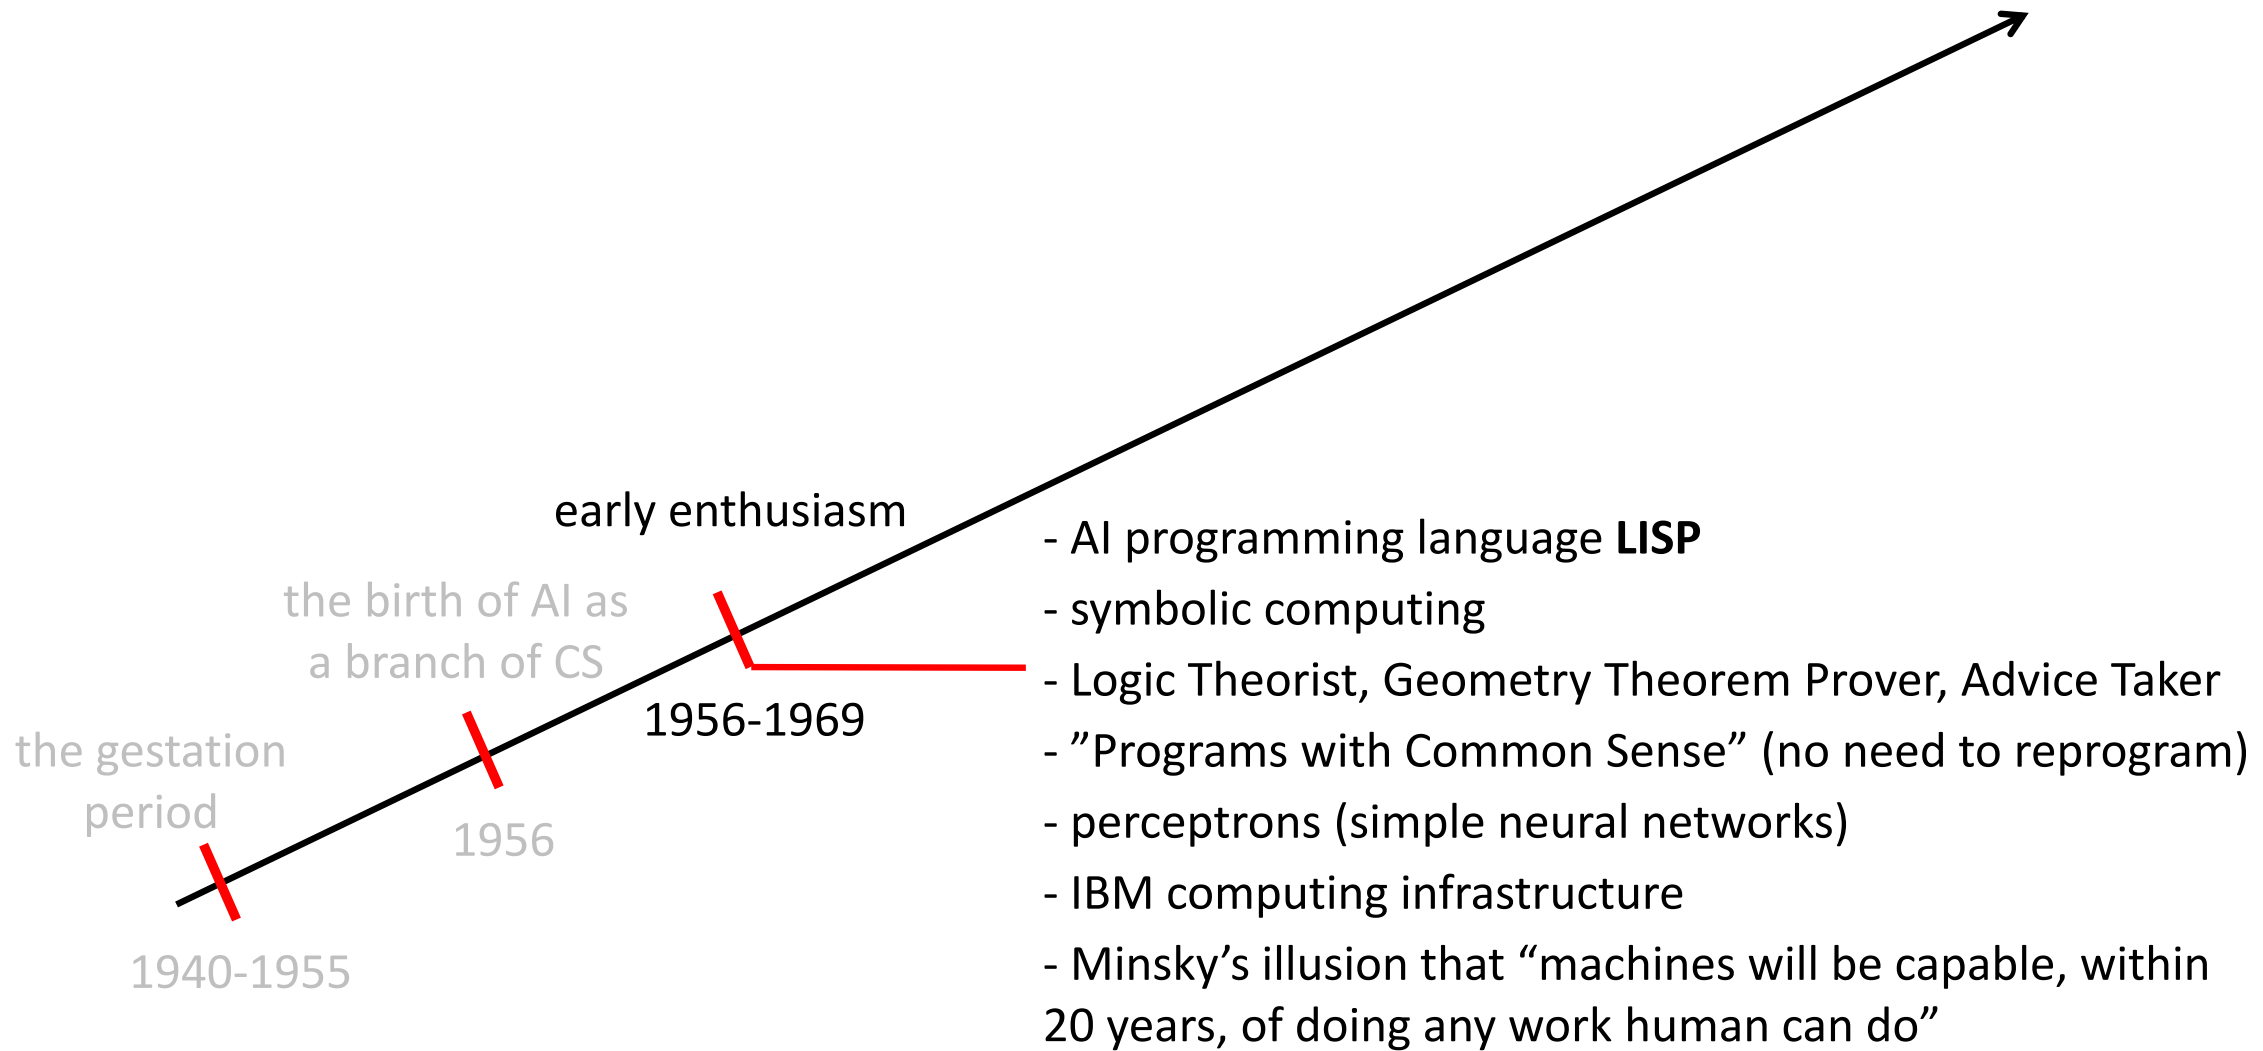 early enthusiasm
- AI programming language LISP
the birth of AI as
a branch of CS
- symbolic computing
- Logic Theorist, Geometry Theorem Prover, Advice Taker
1956-1969
the gestation
period
- ”Programs with Common Sense” (no need to reprogram)
1956
- perceptrons (simple neural networks)
- IBM computing infrastructure
1940-1955
- Minsky’s illusion that “machines will be capable, within
20 years, of doing any work human can do”